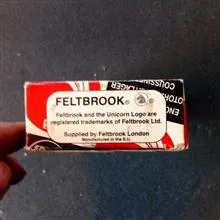 FELTBROOK®
Feltbrook and the Unicorn Logo are
registered trademarks of Feltbrook Ltd.
Supplied by Feltbrook London
Manufactured in the E.U.